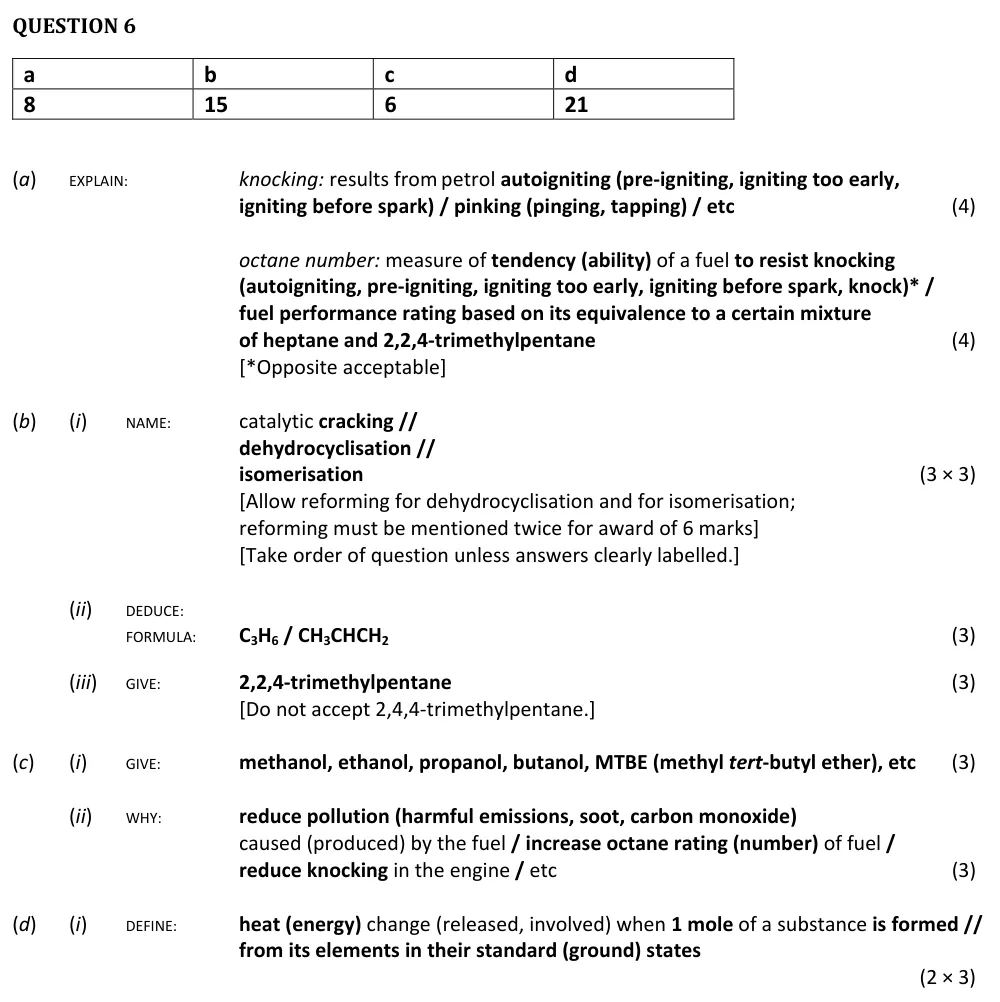 QUESTION 6
a b c d
8 15 6 21
(a) EXPLAIN: knocking: results from petrol autoigniting (pre-igniting, igniting too early,
igniting before spark) / pinking (pinging, tapping) / etc (4)
octane number: measure of tendency (ability) of a fuel to resist knocking
(autoigniting, pre-igniting, igniting too early, igniting before spark, knock)* /
fuel performance rating based on its equivalence to a certain mixture
of heptane and 2,2,4-trimethylpentane (4)
[*Opposite acceptable]
(b) (i) NAME: catalytic cracking //
dehydrocyclisation //
isomerisation (3 × 3)
[Allow reforming for dehydrocyclisation and for isomerisation;
reforming must be mentioned twice for award of 6 marks]
[Take order of question unless answers clearly labelled.]
(ii) DEDUCE:
FORMULA: C₃H₆ / CH₃CHCH₂ (3)
(iii) GIVE: 2,2,4-trimethylpentane (3)
[Do not accept 2,4,4-trimethylpentane.]
(c) (i) GIVE: methanol, ethanol, propanol, butanol, MTBE (methyl tert-butyl ether), etc (3)
(ii) WHY: reduce pollution (harmful emissions, soot, carbon monoxide)
caused (produced) by the fuel / increase octane rating (number) of fuel /
reduce knocking in the engine / etc (3)
(d) (i) DEFINE: heat (energy) change (released, involved) when 1 mole of a substance is formed //
from its elements in their standard (ground) states
(2 × 3)